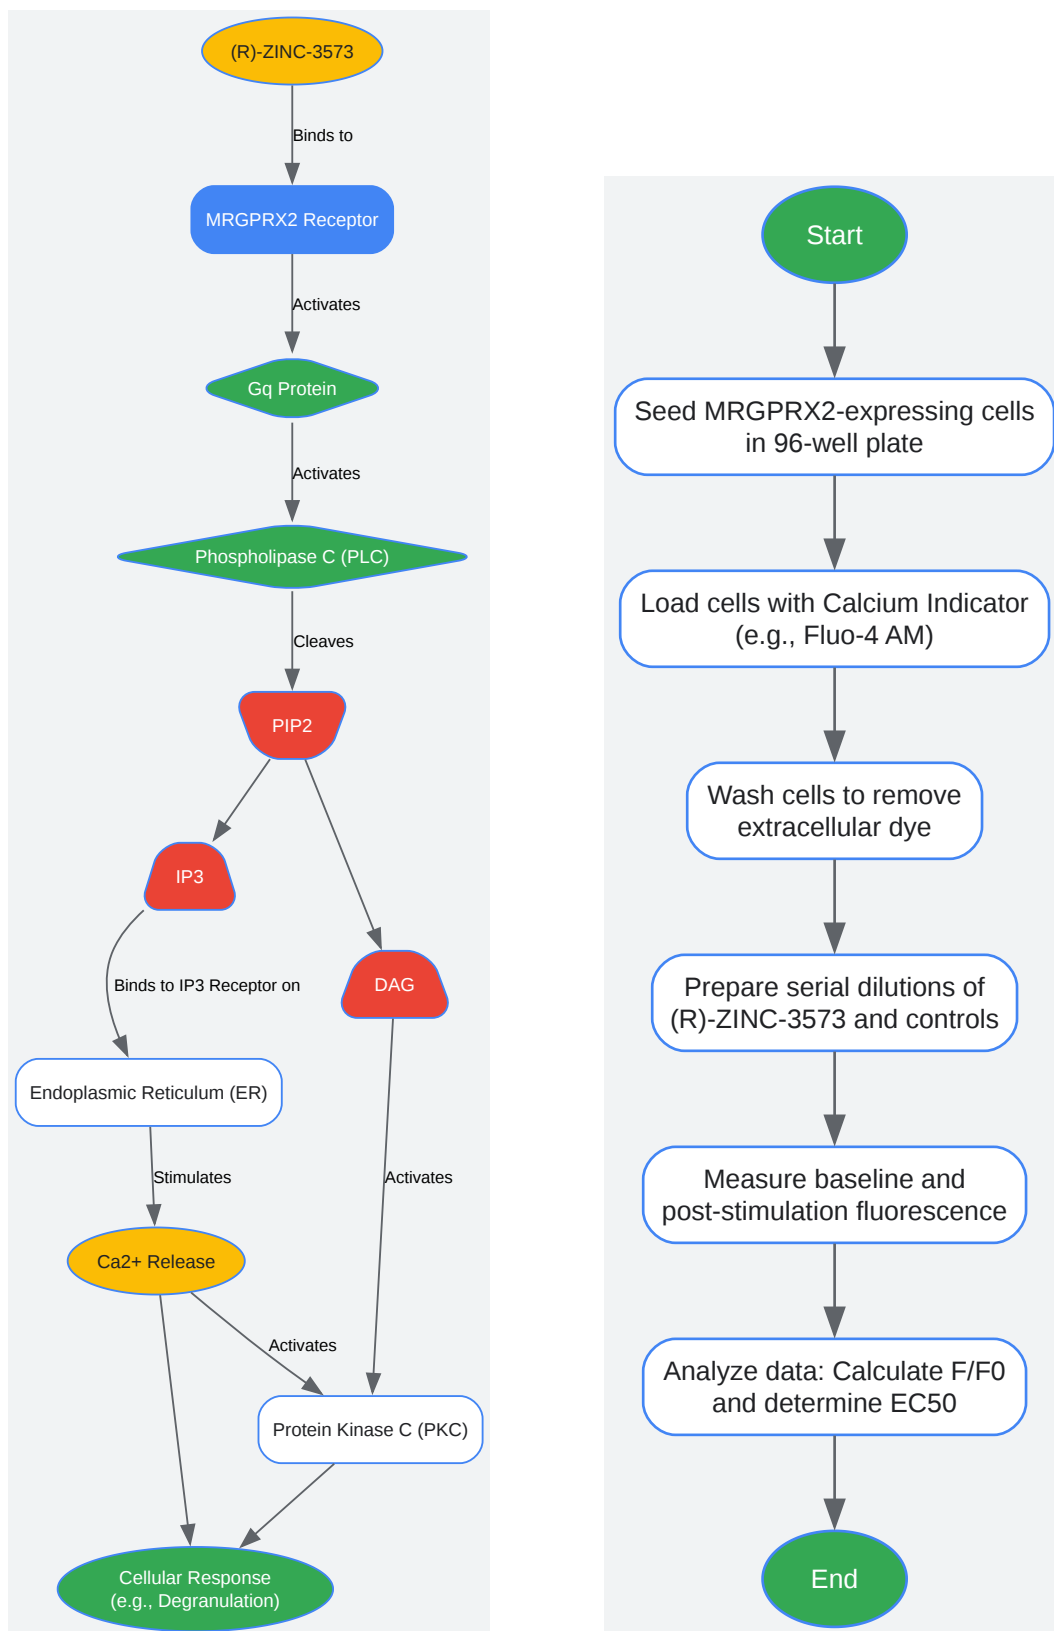 (R)-ZINC-3573
Binds to
MRGPRX2 Receptor
Activates
Gq Protein
Activates
Phospholipase C (PLC)
Cleaves
PIP2
IP3
DAG
Binds to IP3 Receptor on
Endoplasmic Reticulum (ER)
Stimulates
Activates
Ca2+ Release
Activates
Protein Kinase C (PKC)
Cellular Response
(e.g., Degranulation)
Start
Seed MRGPRX2-expressing cells
in 96-well plate
Load cells with Calcium Indicator
(e.g., Fluo-4 AM)
Wash cells to remove
extracellular dye
Prepare serial dilutions of
(R)-ZINC-3573 and controls
Measure baseline and
post-stimulation fluorescence
Analyze data: Calculate F/F0
and determine EC50
End